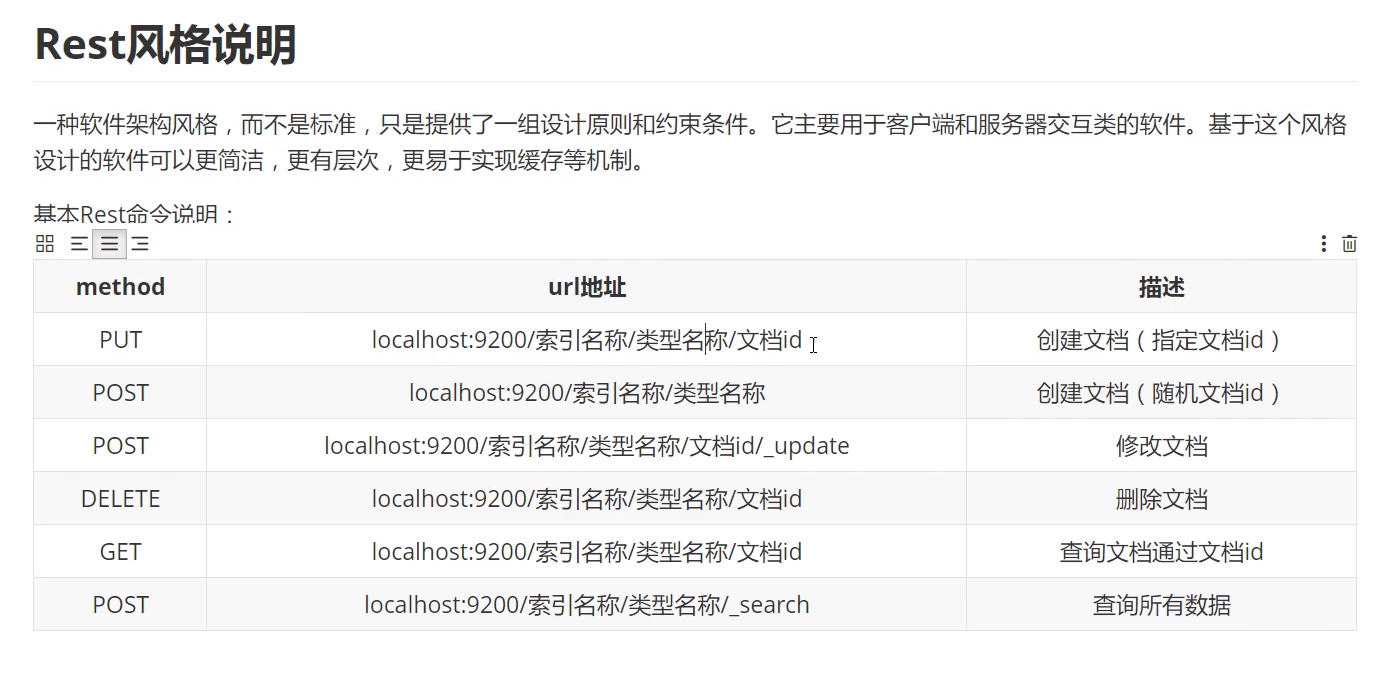 Rest风格说明
一种软件架构风格，而不是标准，只是提供了一组设计原则和约束条件。它主要用于客户端和服务器交互类的软件。基于这个风格
设计的软件可以更简洁，更有层次，更易于实现缓存等机制。
基本Rest命令说明：
method url地址 描述
PUT localhost:9200/索引名称/类型名称/文档id 创建文档（指定文档id）
POST localhost:9200/索引名称/类型名称 创建文档（随机文档id）
POST localhost:9200/索引名称/类型名称/文档id/_update 修改文档
DELETE localhost:9200/索引名称/类型名称/文档id 删除文档
GET localhost:9200/索引名称/类型名称/文档id 查询文档通过文档id
POST localhost:9200/索引名称/类型名称/_search 查询所有数据